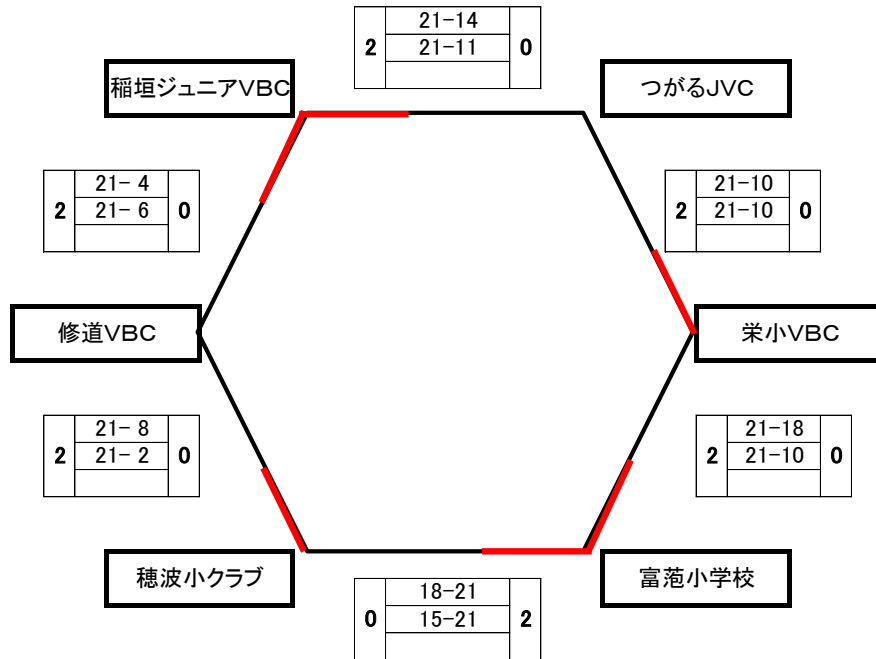 21-14
2 21-11 0
稲垣ジュニアVBC
つがるJVC
21- 4
2 21- 6 0
21-10
2 21-10 0
修道VBC
栄小VBC
21- 8
2 21- 2 0
21-18
2 21-10 0
穂波小クラブ
富萢小学校
18-21
0 15-21 2